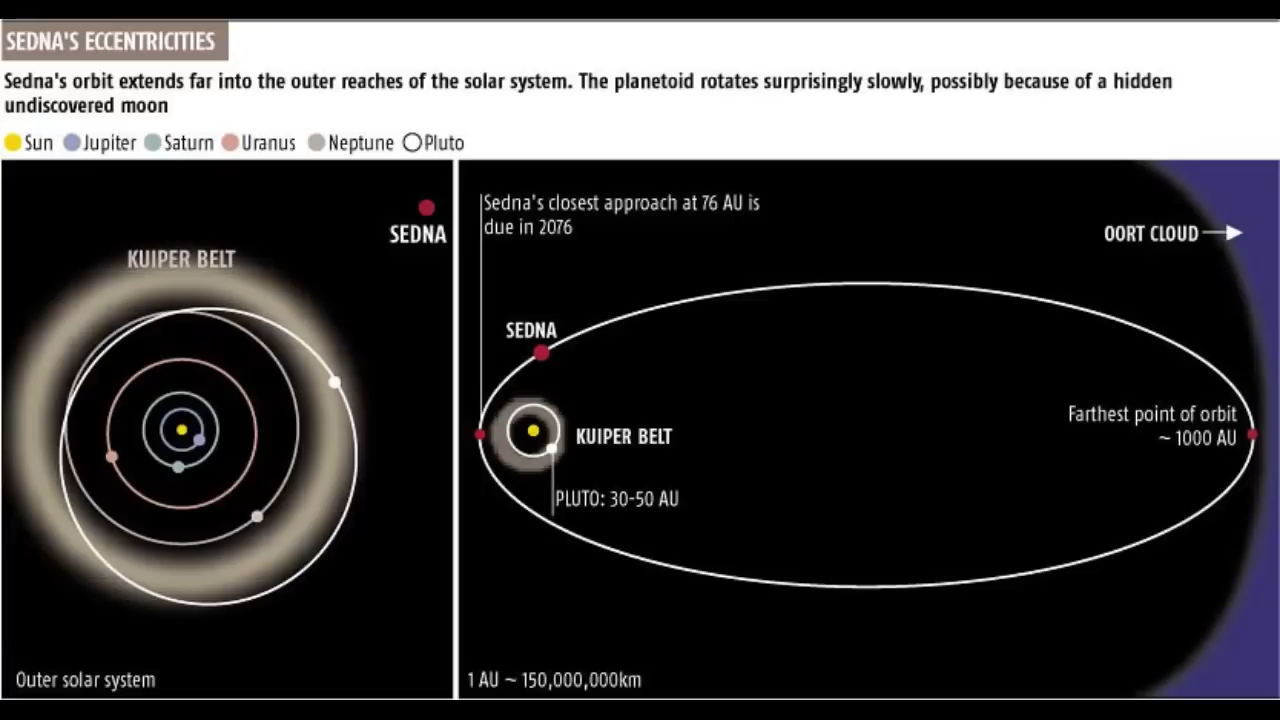 SEDNA'S ECCENTRICITIES
Sedna's orbit extends far into the outer reaches of the solar system. The planetoid rotates surprisingly slowly, possibly because of a hidden
undiscovered moon
Sun Jupiter Saturn Uranus Neptune Pluto
SEDNA
KUIPER BELT
Outer solar system
Sedna's closest approach at 76 AU is
due in 2076
OORT CLOUD
SEDNA
Farthest point of orbit
~ 1000 AU
KUIPER BELT
PLUTO: 30-50 AU
1 AU ~ 150,000,000km